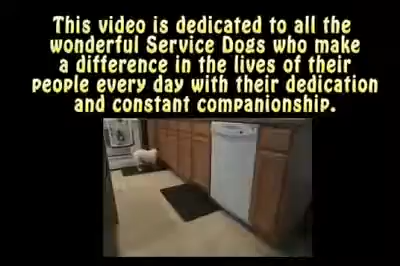 This video is dedicated to all the
wonderful Service Dogs who make
a difference in the lives of their
people every day with their dedication
and constant companionship.